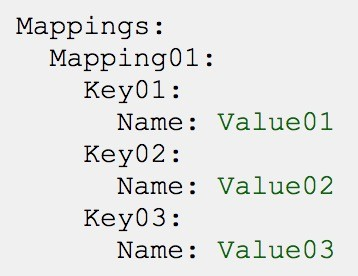 Mappings:
  Mapping01:
    Key01:
      Name: Value01
    Key02:
      Name: Value02
    Key03:
      Name: Value03